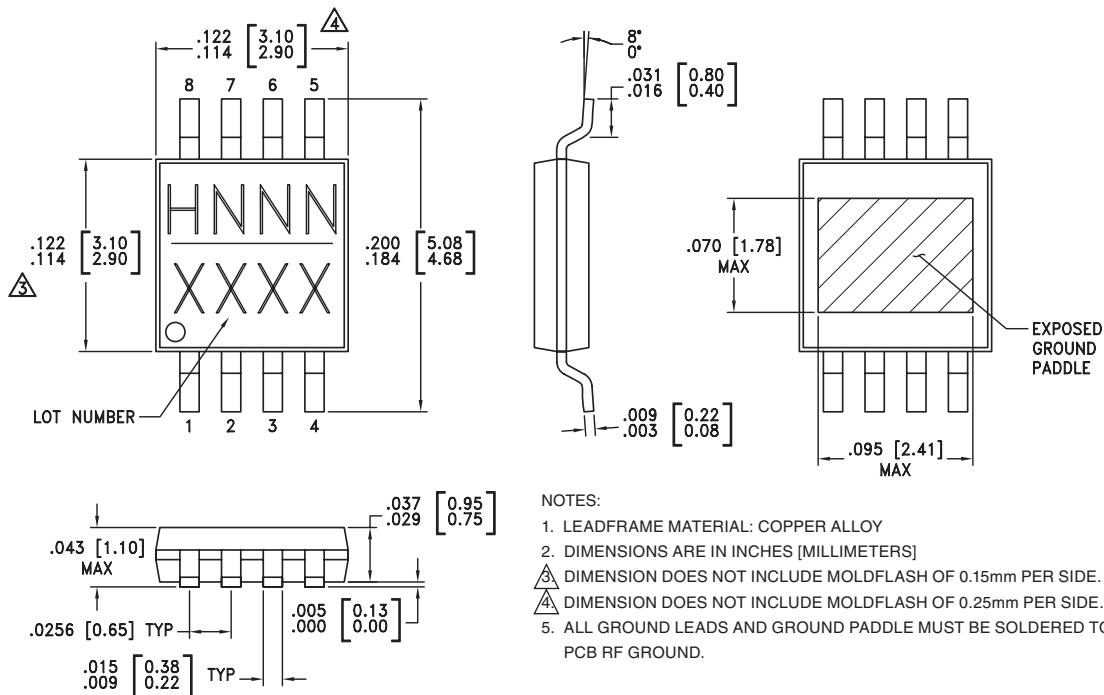 .122 [3.10]
.114 [2.90]
4
8 7 6 5
HNNN
XXXX
.122 [3.10]
.114 [2.90]
3
.200 [5.08]
.184 [4.68]
LOT NUMBER
1 2 3 4
8°
0°
.031 [0.80]
.016 [0.40]
.009 [0.22]
.003 [0.08]
.070 [1.78]
MAX
EXPOSED
GROUND
PADDLE
.095 [2.41]
MAX
.043 [1.10]
MAX
.037 [0.95]
.029 [0.75]
.0256 [0.65] TYP
.005 [0.13]
.000 [0.00]
.015 [0.38]
.009 [0.22]
TYP
NOTES:
1. LEADFRAME MATERIAL: COPPER ALLOY
2. DIMENSIONS ARE IN INCHES [MILLIMETERS]
3. DIMENSION DOES NOT INCLUDE MOLDFLASH OF 0.15mm PER SIDE.
4. DIMENSION DOES NOT INCLUDE MOLDFLASH OF 0.25mm PER SIDE.
5. ALL GROUND LEADS AND GROUND PADDLE MUST BE SOLDERED TO
PCB RF GROUND.